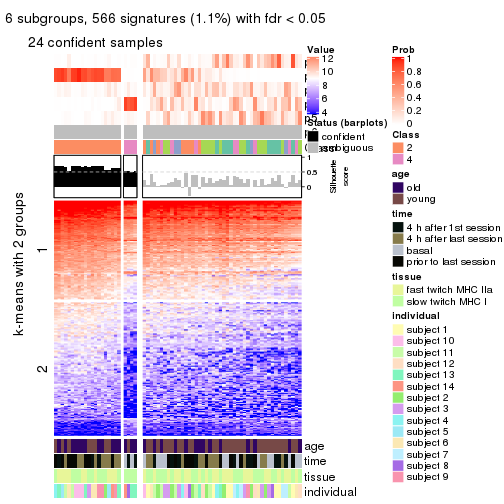 6 subgroups, 566 signatures (1.1%) with fdr < 0.05
24 confident samples
k-means with 2 groups
1
2
1
0.5
0
Silhouette
score
age
time
tissue
individual
Value
12
10
8
6
4
Status (barplots)
confident
ambiguous
Prob
1
0.8
0.6
0.4
0.2
0
Class
2
4
age
old
young
time
4 h after 1st session
4 h after last session
basal
prior to last session
tissue
fast twitch MHC IIa
slow twitch MHC I
individual
subject 1
subject 10
subject 11
subject 12
subject 13
subject 14
subject 2
subject 3
subject 4
subject 5
subject 6
subject 7
subject 8
subject 9